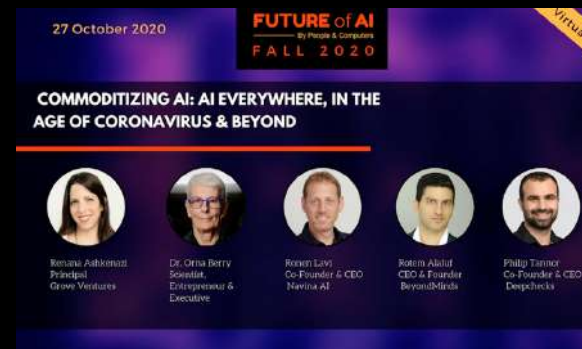 27 October 2020
FUTURE of AI
By People & Computers
FALL 2020
Virtual
COMMODITIZING AI: AI EVERYWHERE, IN THE
AGE OF CORONAVIRUS & BEYOND
Renana Ashkenazi
Principal
Grove Ventures
Dr. Orna Berry
Scientist,
Entrepreneur &
Executive
Ronen Lavi
Co-Founder & CEO
Navina AI
Rotem Alaluf
CEO & Founder
BeyondMinds
Philip Tannor
Co-Founder & CEO
Deepchecks